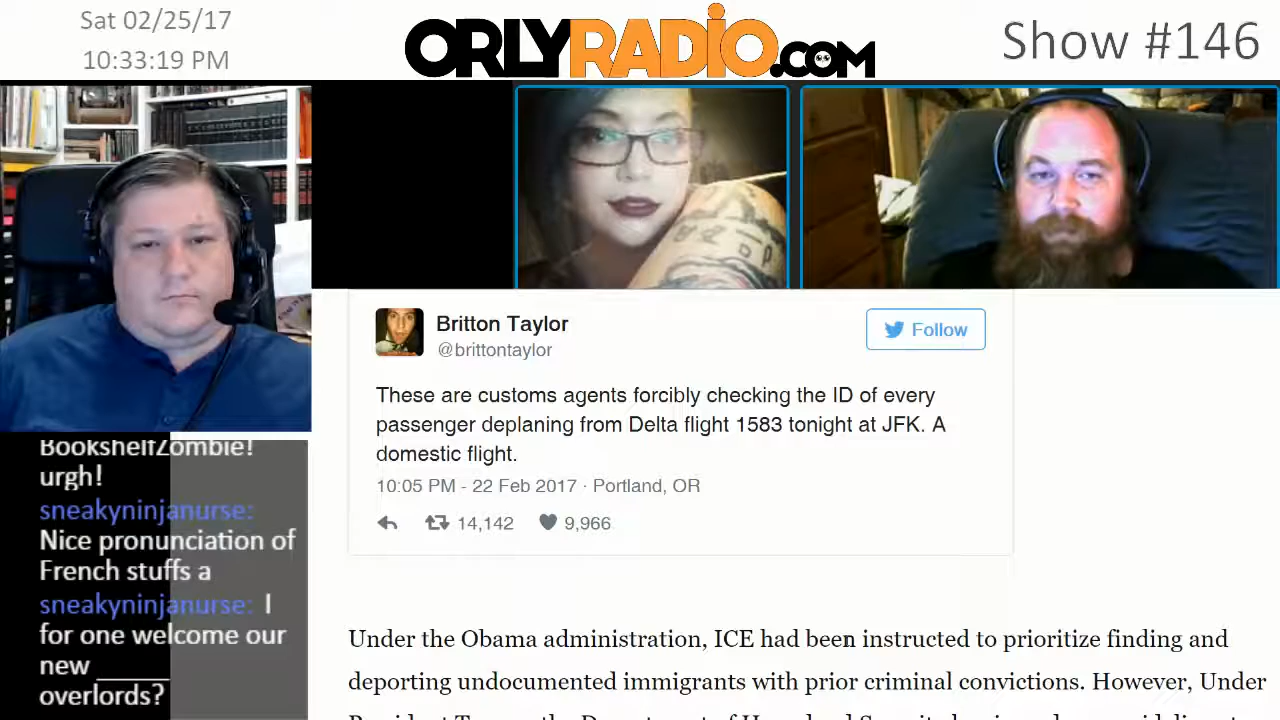 Sat 02/25/17
10:33:19 PM
ORLYRADIO.COM
Show #146
Britton Taylor
@brittontaylor
Follow
These are customs agents forcibly checking the ID of every
passenger deplaning from Delta flight 1583 tonight at JFK. A
domestic flight.
10:05 PM - 22 Feb 2017 · Portland, OR
14,142 9,966
BookshelfZombie!
urgh!
sneakyninjanurse:
Nice pronunciation of
French stuffs a
sneakyninjanurse: I
for one welcome our
new ______
overlords?
Under the Obama administration, ICE had been instructed to prioritize finding and
deporting undocumented immigrants with prior criminal convictions. However, Under